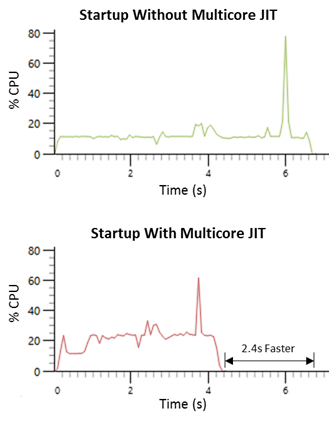 Startup Without Multicore JIT
80
60
% CPU
40
20
0
0 2 4 6
Time (s)
Startup With Multicore JIT
80
60
% CPU
40
20
2.4s Faster
0
0 2 4 6
Time (s)